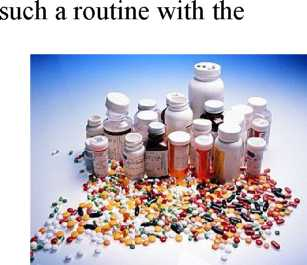 such a routine with the